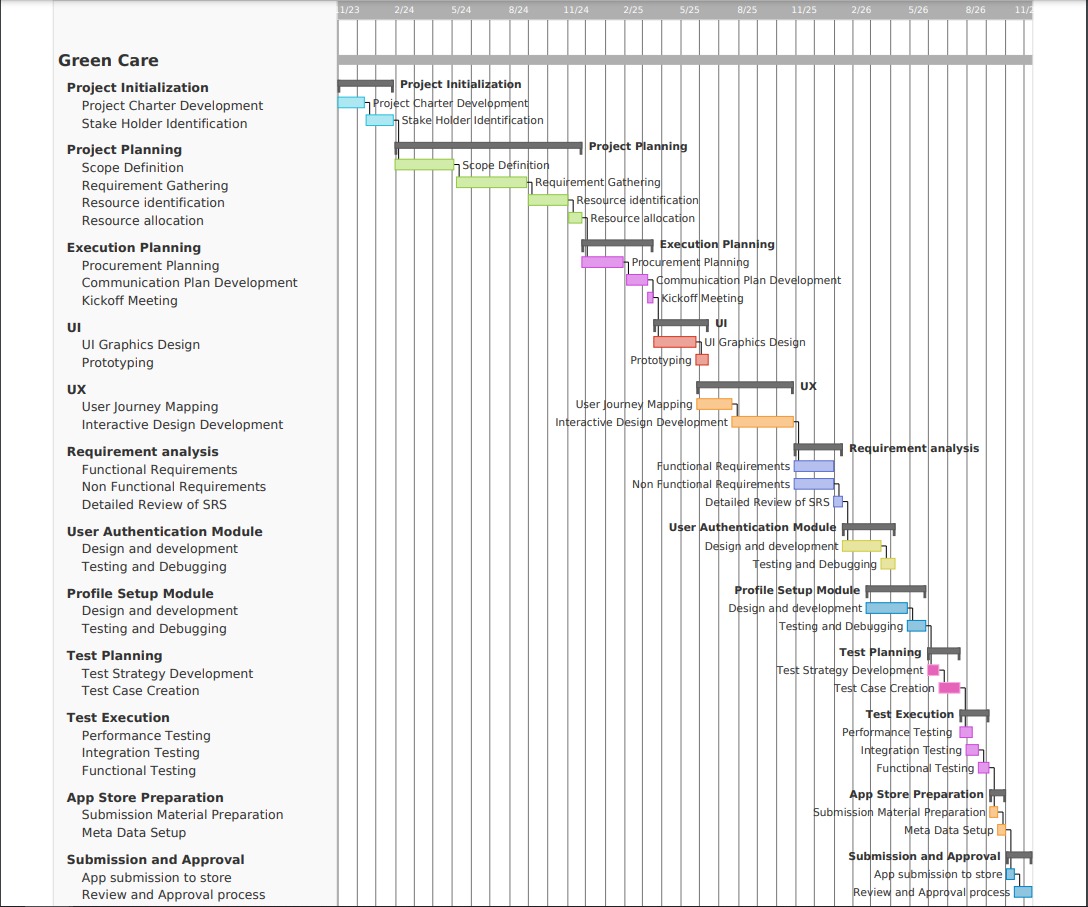 11/23 2/24 5/24 8/24 11/24 2/25 5/25 8/25 11/25 2/26 5/26 8/26 11/2
Green Care
Project Initialization Project Initialization
Project Charter Development Project Charter Development
Stake Holder Identification Stake Holder Identification
Project Planning Project Planning
Scope Definition Scope Definition
Requirement Gathering Requirement Gathering
Resource identification Resource identification
Resource allocation Resource allocation
Execution Planning Execution Planning
Procurement Planning Procurement Planning
Communication Plan Development Communication Plan Development
Kickoff Meeting Kickoff Meeting
UI UI
UI Graphics Design UI Graphics Design
Prototyping Prototyping
UX UX
User Journey Mapping User Journey Mapping
Interactive Design Development Interactive Design Development
Requirement analysis Requirement analysis
Functional Requirements Functional Requirements
Non Functional Requirements Non Functional Requirements
Detailed Review of SRS Detailed Review of SRS
User Authentication Module User Authentication Module
Design and development Design and development
Testing and Debugging Testing and Debugging
Profile Setup Module Profile Setup Module
Design and development Design and development
Testing and Debugging Testing and Debugging
Test Planning Test Planning
Test Strategy Development Test Strategy Development
Test Case Creation Test Case Creation
Test Execution Test Execution
Performance Testing Performance Testing
Integration Testing Integration Testing
Functional Testing Functional Testing
App Store Preparation App Store Preparation
Submission Material Preparation Submission Material Preparation
Meta Data Setup Meta Data Setup
Submission and Approval Submission and Approval
App submission to store App submission to store
Review and Approval process Review and Approval process